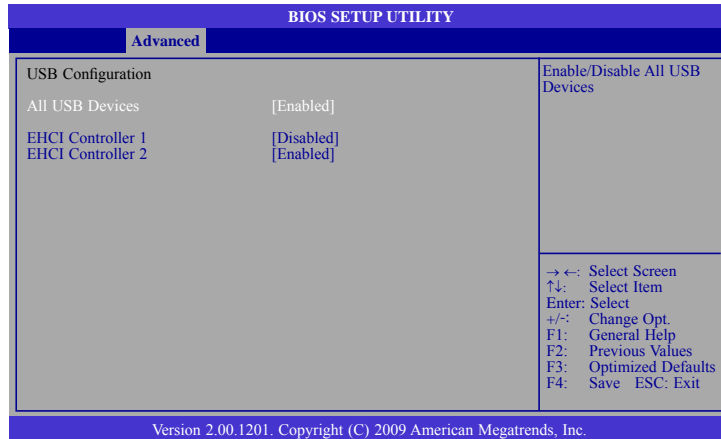 BIOS SETUP UTILITY
Advanced
USB Configuration
All USB Devices [Enabled]
EHCI Controller 1 [Disabled]
EHCI Controller 2 [Enabled]
Enable/Disable All USB
Devices
→ ←: Select Screen
↑↓: Select Item
Enter: Select
+/-: Change Opt.
F1: General Help
F2: Previous Values
F3: Optimized Defaults
F4: Save ESC: Exit
Version 2.00.1201. Copyright (C) 2009 American Megatrends, Inc.